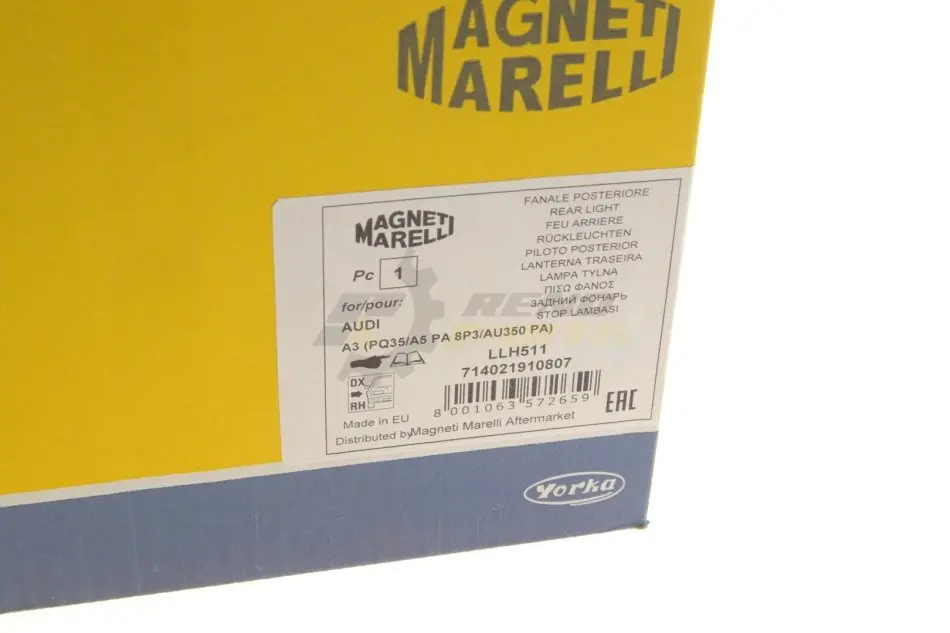 MAGNETI
MARELLI
MAGNETI
MARELLI
Pc 1
for/pour:
AUDI
A3 (PQ35/A5 PA 8P3/AU350 PA)
FANALE POSTERIORE
REAR LIGHT
FEU ARRIERE
RÜCKLEUCHTEN
PILOTO POSTERIOR
LANTERNA TRASEIRA
LAMPA TYLNA
ΠΙΣΩ ΦΑΝΟΣ
ЗАДНИЙ ФОНАРЬ
STOP LAMBASI
LLH511
714021910807
DX
RH
8 001063 572659
EAC
Made in EU
Distributed by Magneti Marelli Aftermarket
Yorka